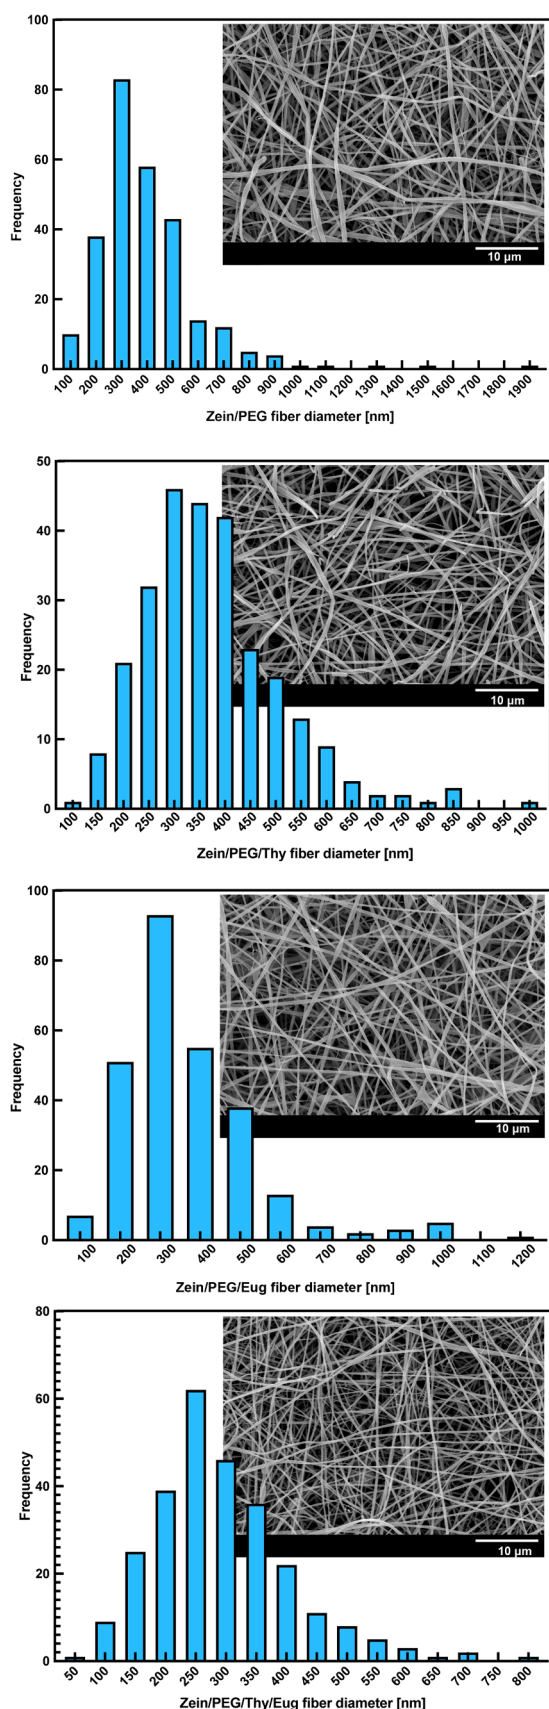 100
80
60
40
20
0
Frequency
10 µm
100 200 300 400 500 600 700 800 900 1000 1100 1200 1300 1400 1500 1600 1700 1800 1900
Zein/PEG fiber diameter [nm]
50
40
30
20
10
0
Frequency
10 µm
100 150 200 250 300 350 400 450 500 550 600 650 700 750 800 850 900 950 1000
Zein/PEG/Thy fiber diameter [nm]
100
80
60
40
20
0
Frequency
10 µm
100 200 300 400 500 600 700 800 900 1000 1100 1200
Zein/PEG/Eug fiber diameter [nm]
80
60
40
20
0
Frequency
10 µm
50 100 150 200 250 300 350 400 450 500 550 600 650 700 800
Zein/PEG/Thy/Eug fiber diameter [nm]